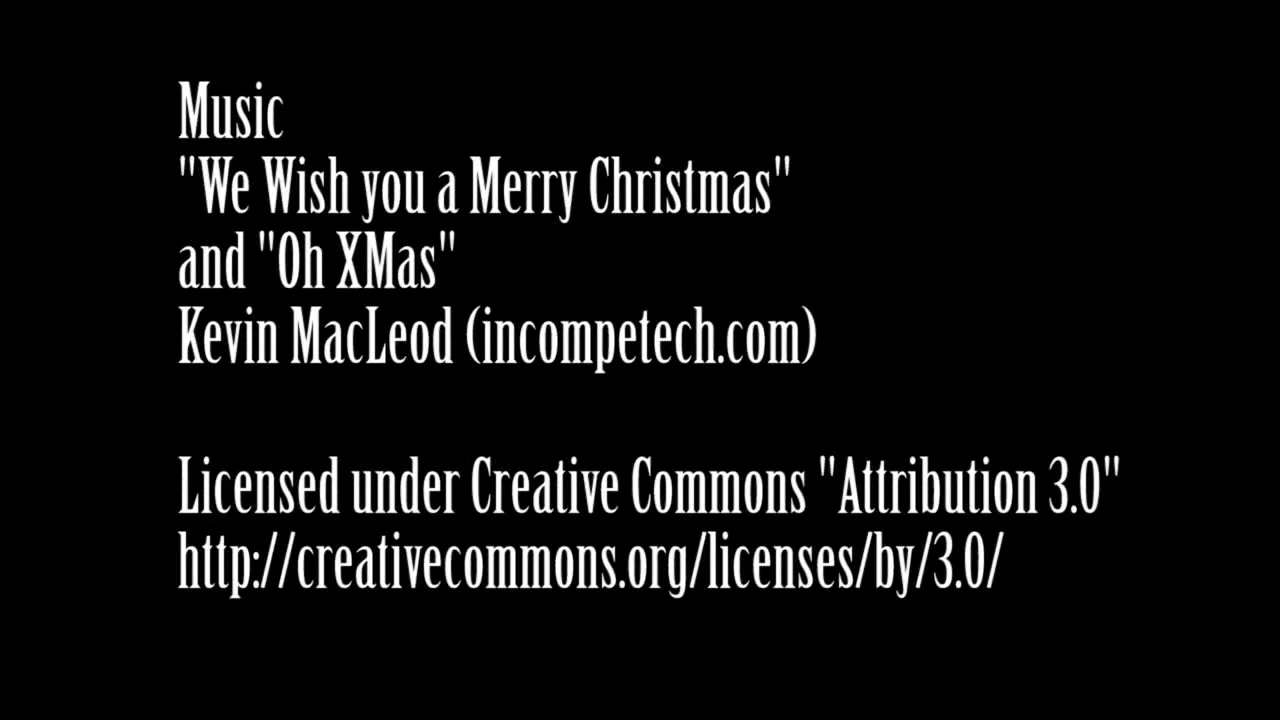 Music
"We Wish you a Merry Christmas"
and "Oh XMas"
Kevin MacLeod (incompetech.com)
Licensed under Creative Commons "Attribution 3.0"
http://creativecommons.org/licenses/by/3.0/